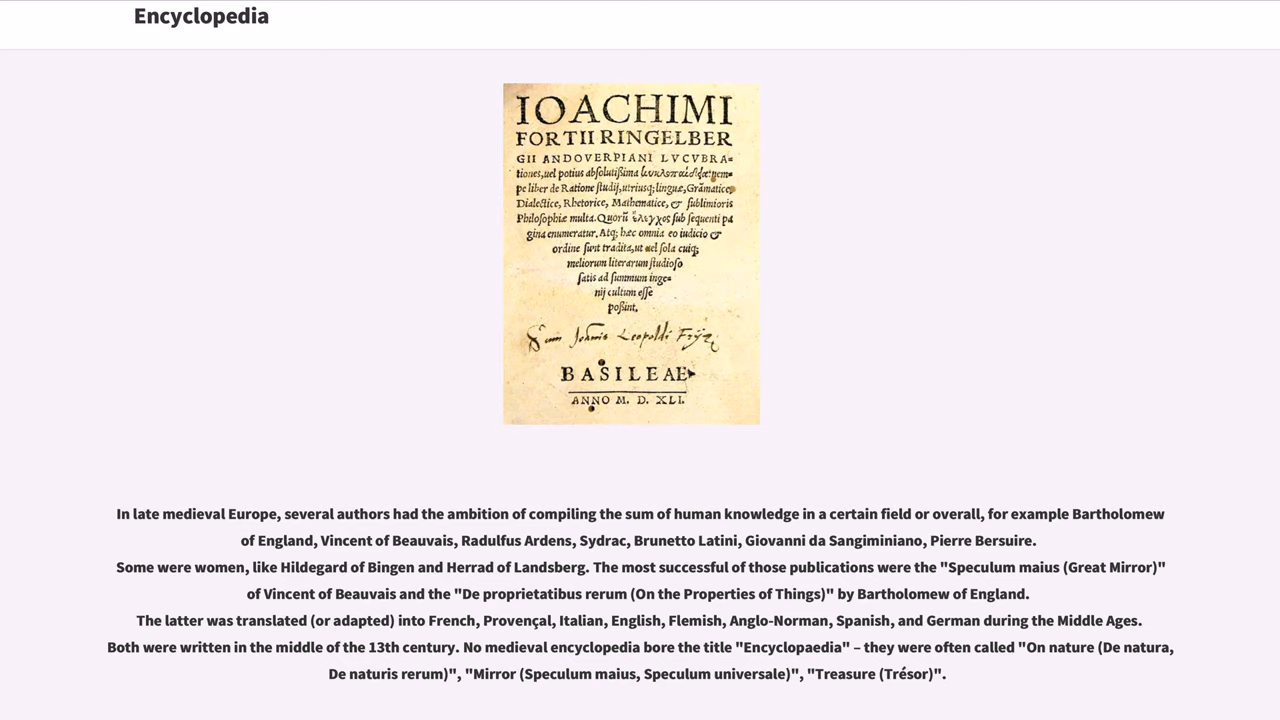 Encyclopedia
IOACHIMI
FORTII RINGELBER
GII ANDOVERPIANI LVCVBRA=
tiones,uel potius absolutißima
pe liber de Ratione studij,utriusq; linguæ,Grãmatice,
Dialectice, Rhetorice, Mathematice, & sublimioris
Philosophiæ multa. Quorũ ἔλεγχος sub sequenti pa
gina enumeratur. Atq; hæc omnia eo iudicio &
ordine sunt tradita,ut uel sola cuiq;
meliorum literarum studioso
satis ad summum inge=
nij cultum esse
poßint.
Leopoldi
BASILEAE
ANNO M. D. XLI.
In late medieval Europe, several authors had the ambition of compiling the sum of human knowledge in a certain field or overall, for example Bartholomew
of England, Vincent of Beauvais, Radulfus Ardens, Sydrac, Brunetto Latini, Giovanni da Sangiminiano, Pierre Bersuire.
Some were women, like Hildegard of Bingen and Herrad of Landsberg. The most successful of those publications were the "Speculum maius (Great Mirror)"
of Vincent of Beauvais and the "De proprietatibus rerum (On the Properties of Things)" by Bartholomew of England.
The latter was translated (or adapted) into French, Provençal, Italian, English, Flemish, Anglo-Norman, Spanish, and German during the Middle Ages.
Both were written in the middle of the 13th century. No medieval encyclopedia bore the title "Encyclopaedia" – they were often called "On nature (De natura,
De naturis rerum)", "Mirror (Speculum maius, Speculum universale)", "Treasure (Trésor)".